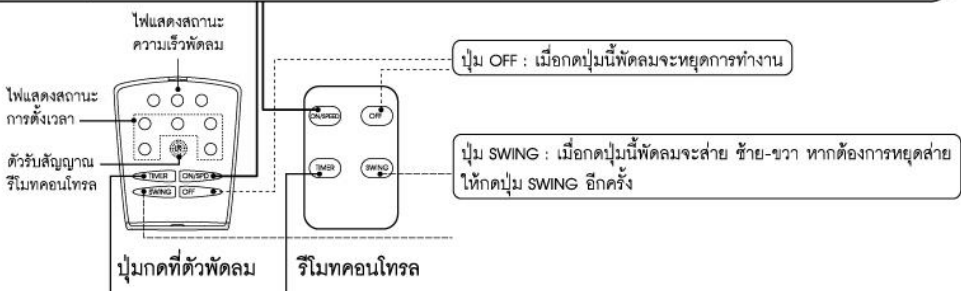 ไฟแสดงสถานะ
ความเร็วพัดลม
ปุ่ม OFF : เมื่อกดปุ่มนี้พัดลมจะหยุดการทำงาน
ไฟแสดงสถานะ
การตั้งเวลา
ON/SPEED
OFF
ตัวรับสัญญาณ
รีโมทคอนโทรล
TIMER
ON/SPD
SWING
OFF
TIMER
SWING
ปุ่ม SWING : เมื่อกดปุ่มนี้พัดลมจะส่าย ซ้าย-ขวา หากต้องการหยุดส่าย
ให้กดปุ่ม SWING อีกครั้ง
ปุ่มกดที่ตัวพัดลม
รีโมทคอนโทรล